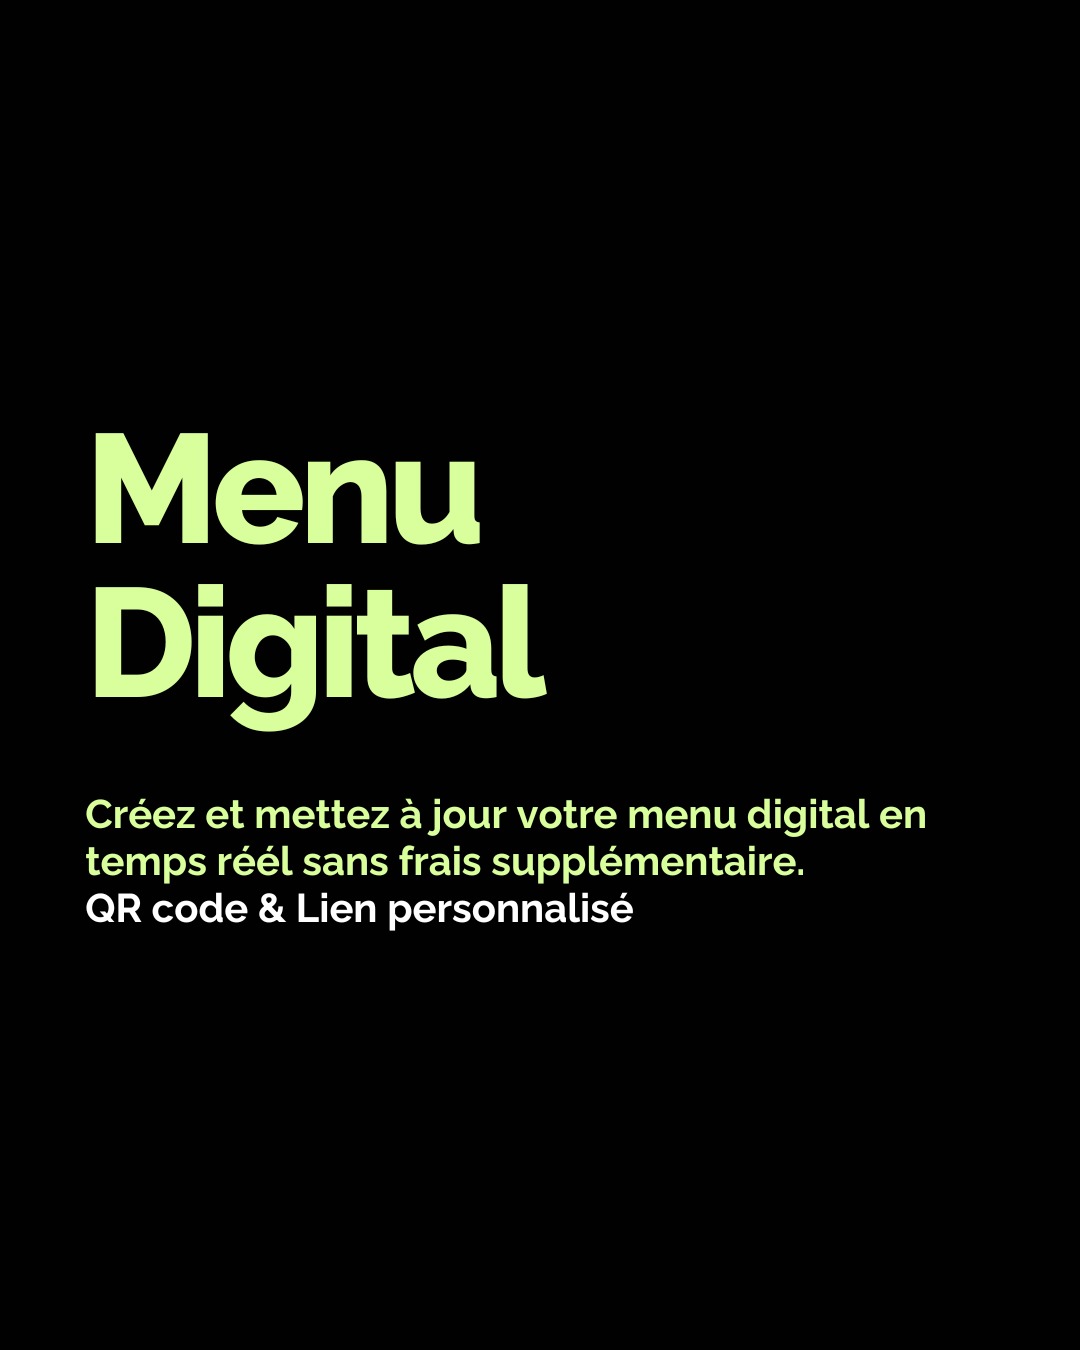 Menu
Digital
Créez et mettez à jour votre menu digital en
temps réél sans frais supplémentaire.
QR code & Lien personnalisé